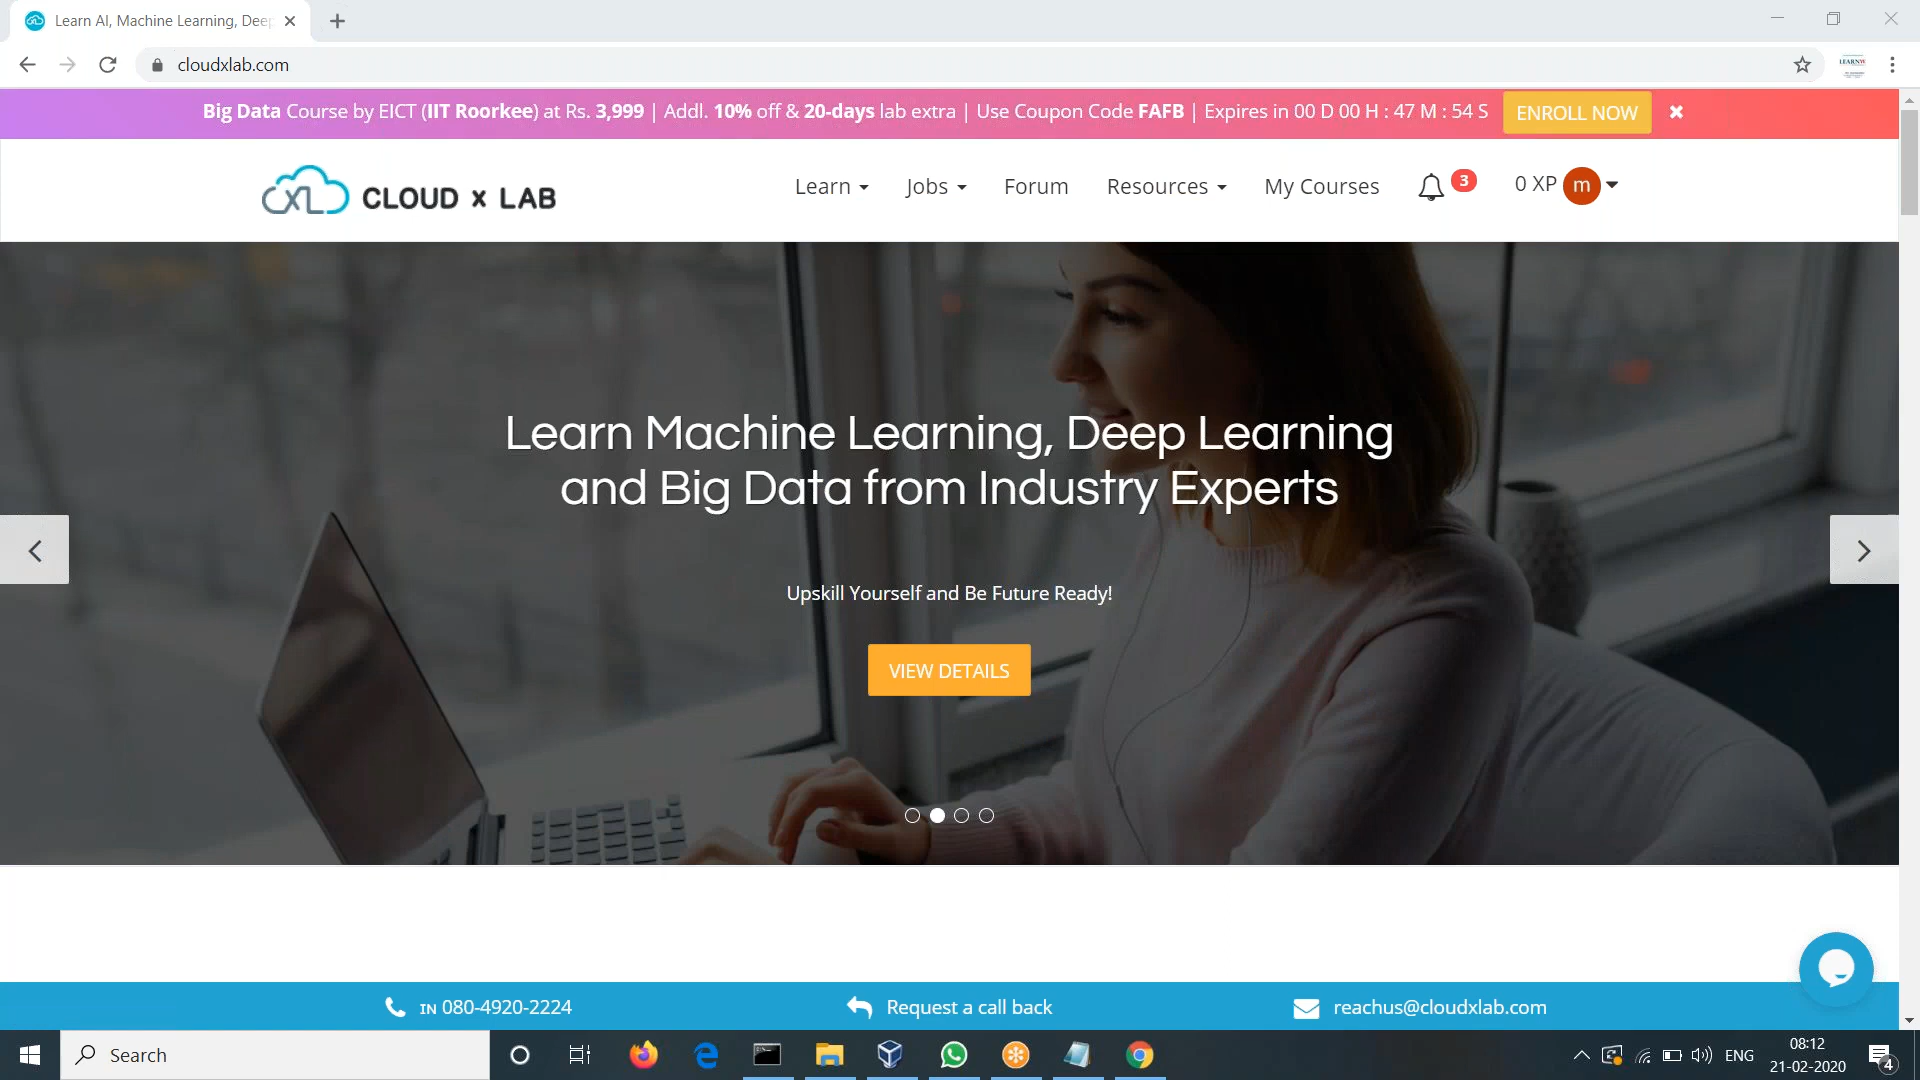 Learn AI, Machine Learning, Deep
cloudxlab.com
Big Data Course by EICT (IIT Roorkee) at Rs. 3,999 | Addl. 10% off & 20-days lab extra | Use Coupon Code FAFB | Expires in 00 D 00 H : 47 M : 54 S
ENROLL NOW
CXL CLOUD x LAB
Learn
Jobs
Forum
Resources
My Courses
3
0 XP
m
Learn Machine Learning, Deep Learning
and Big Data from Industry Experts
Upskill Yourself and Be Future Ready!
VIEW DETAILS
IN 080-4920-2224
Request a call back
reachus@cloudxlab.com
Search
ENG
08:12
21-02-2020
4